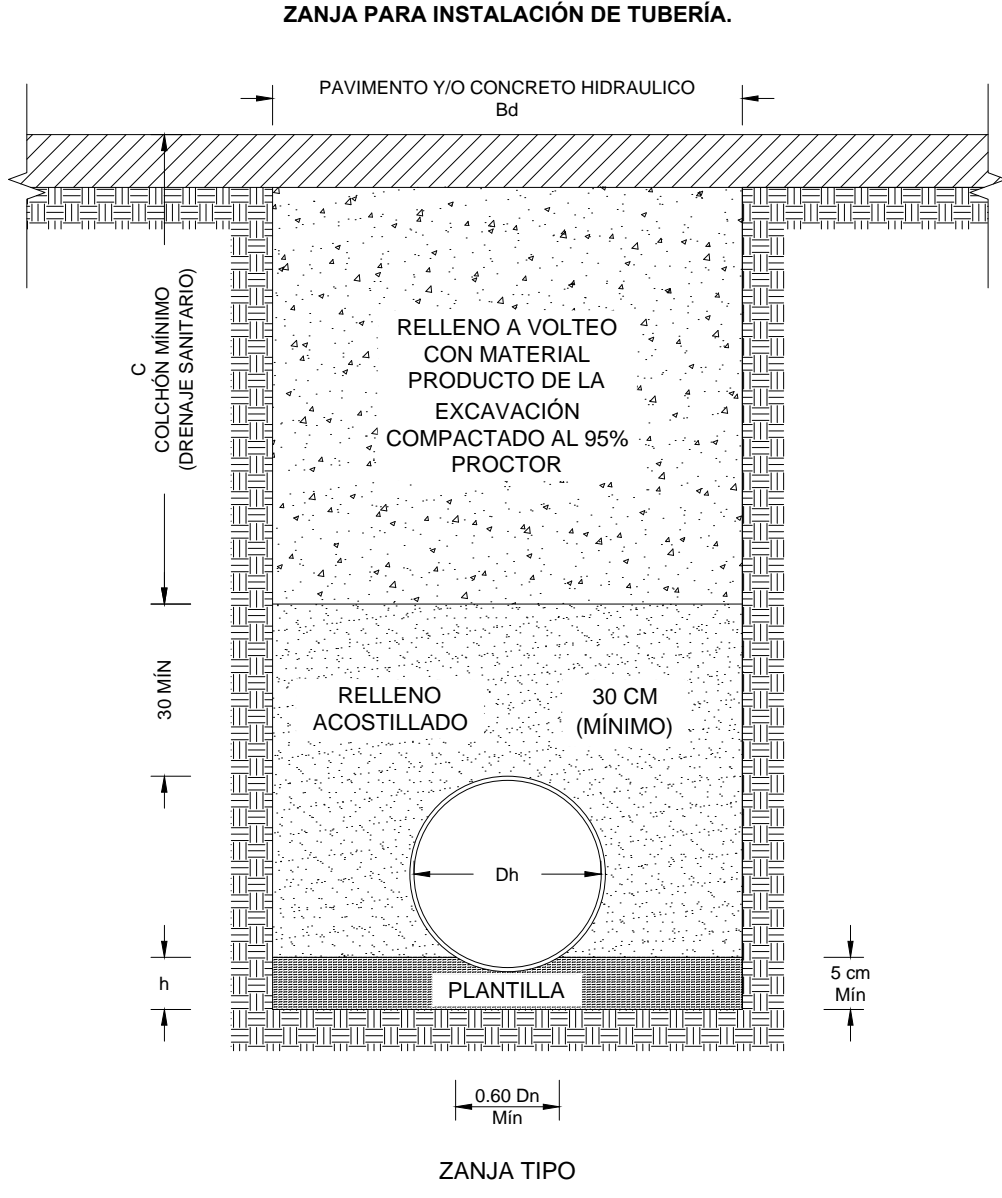 ZANJA PARA INSTALACIÓN DE TUBERÍA.
PAVIMENTO Y/O CONCRETO HIDRAULICO
Bd
C
COLCHÓN MÍNIMO
(DRENAJE SANITARIO)
RELLENO A VOLTEO
CON MATERIAL
PRODUCTO DE LA
EXCAVACIÓN
COMPACTADO AL 95%
PROCTOR
30 MÍN
RELLENO
ACOSTILLADO
30 CM
(MÍNIMO)
Dh
h
PLANTILLA
5 cm
Mín
0.60 Dn
Mín
ZANJA TIPO